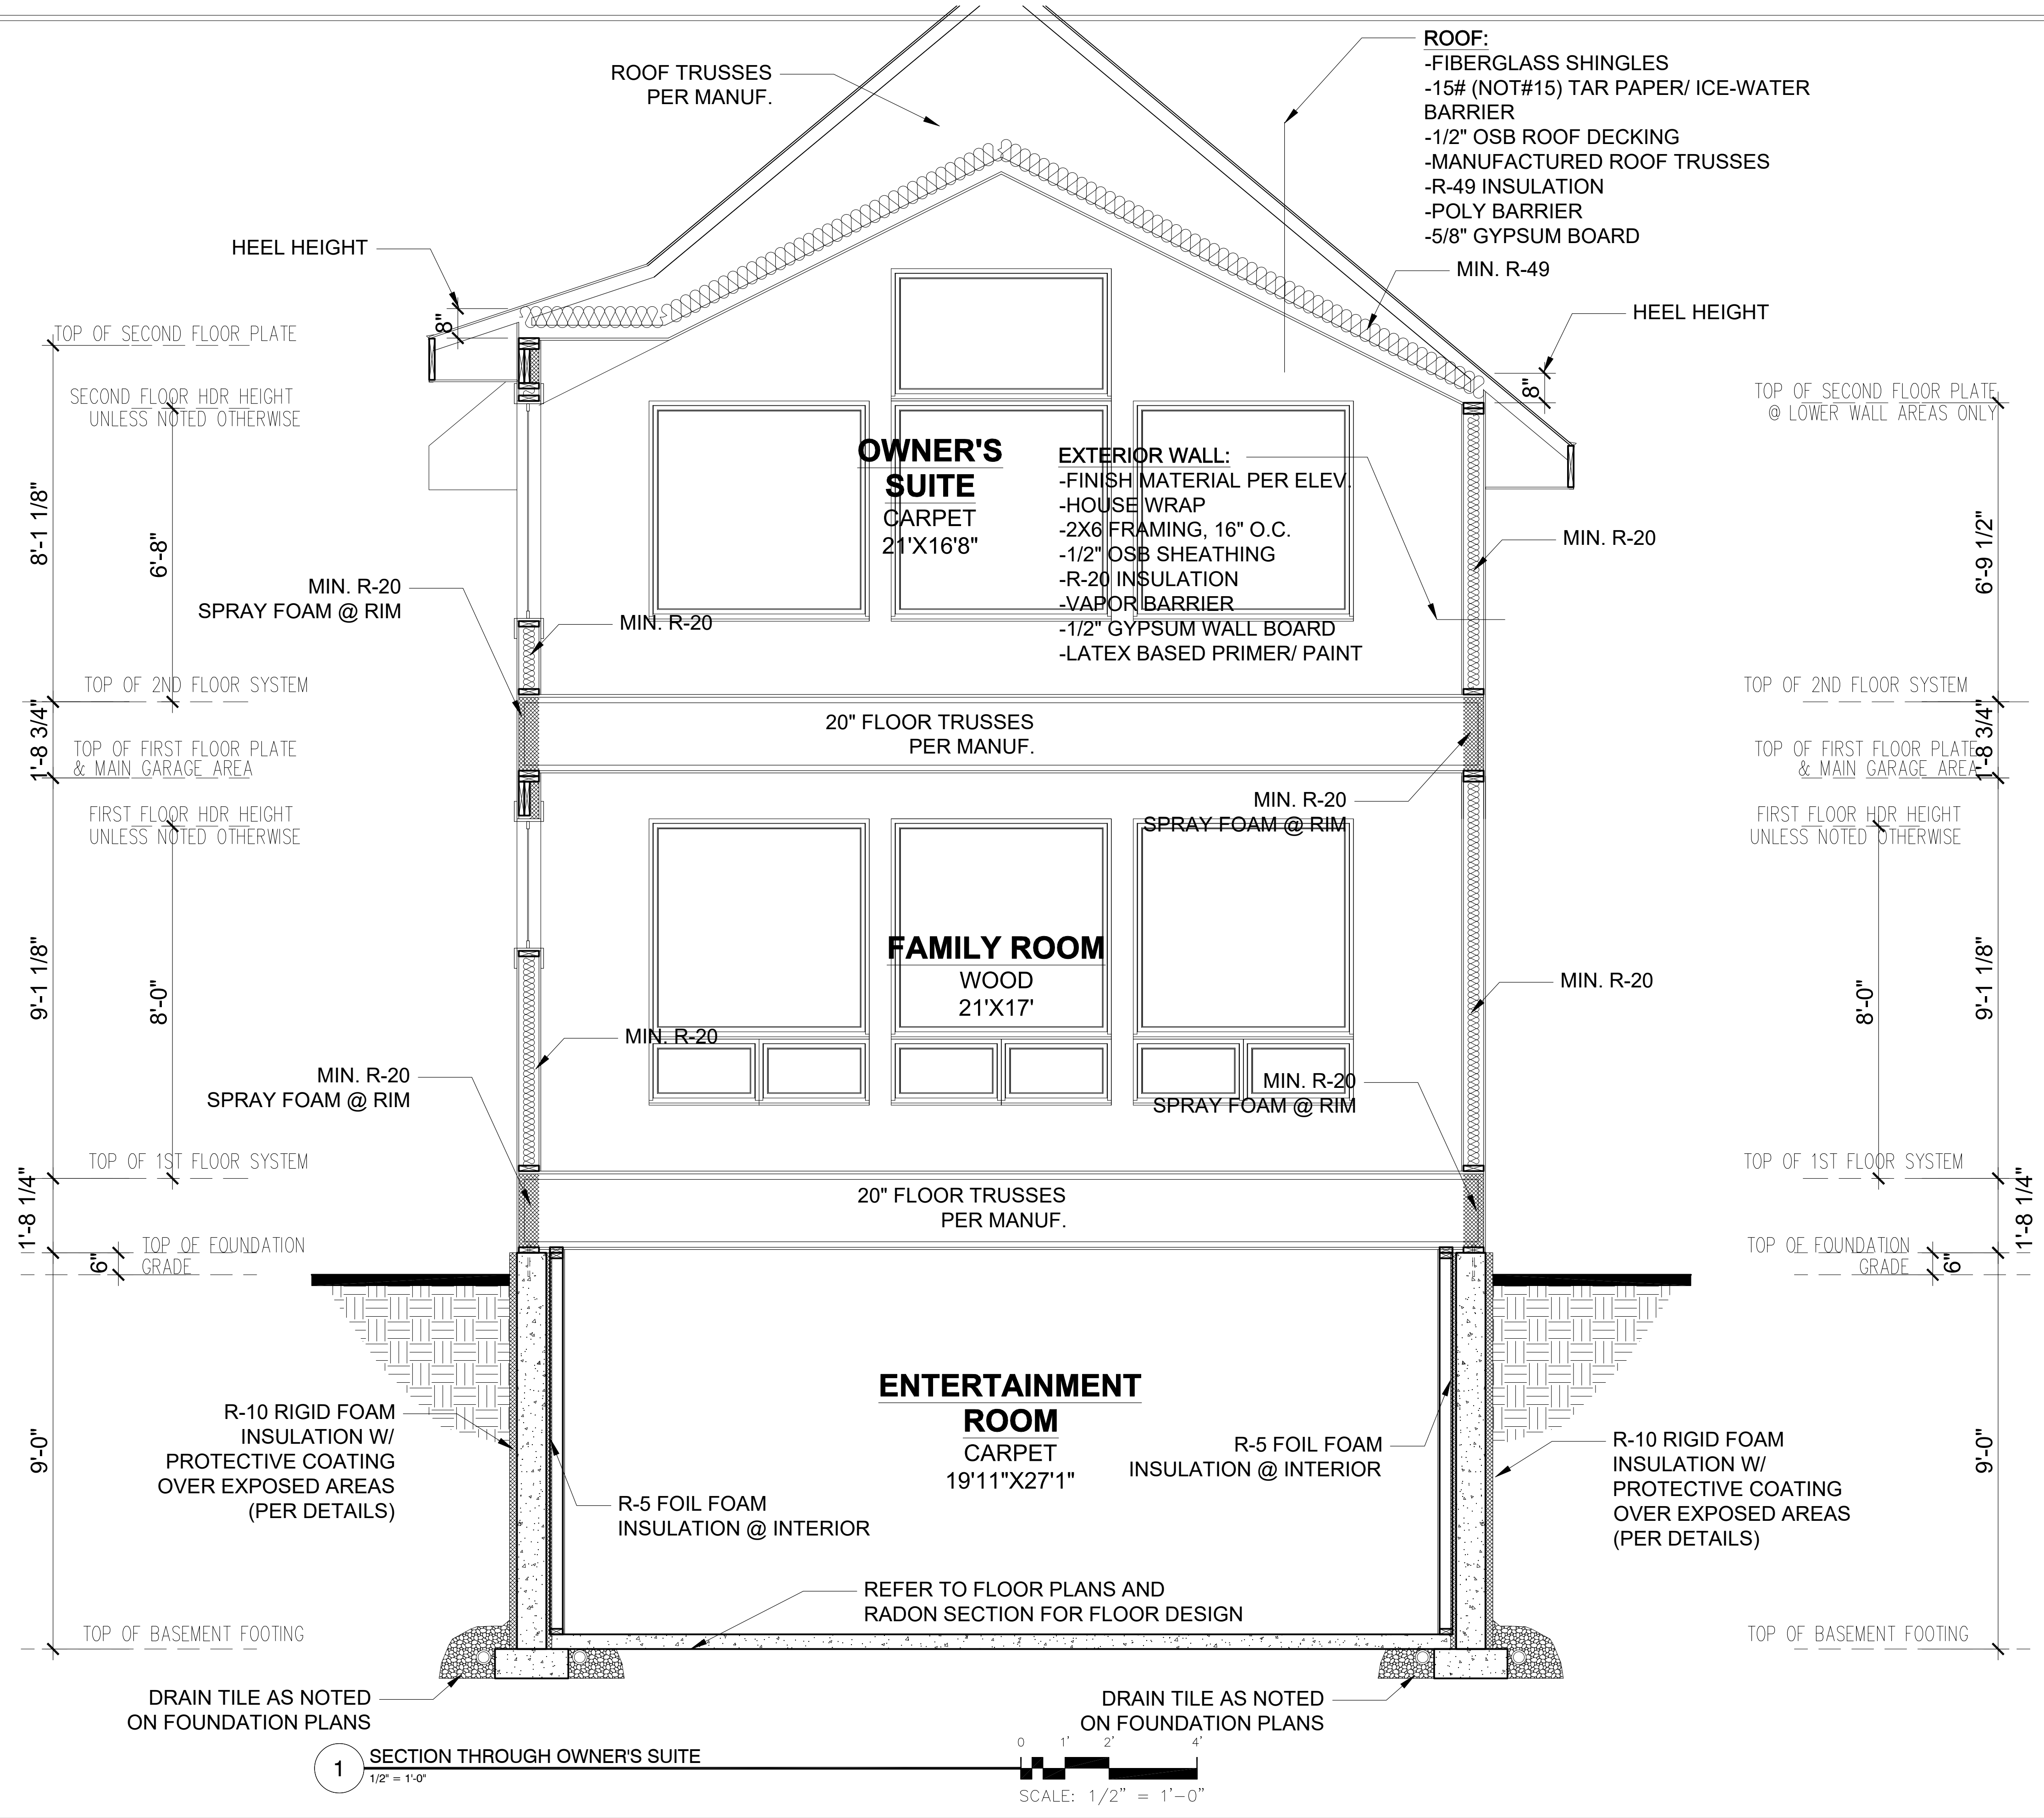 ROOF TRUSSES
PER MANUF.
ROOF:
-FIBERGLASS SHINGLES
-15# (NOT#15) TAR PAPER/ ICE-WATER
BARRIER
-1/2" OSB ROOF DECKING
-MANUFACTURED ROOF TRUSSES
-R-49 INSULATION
-POLY BARRIER
-5/8" GYPSUM BOARD
MIN. R-49
HEEL HEIGHT
8"
HEEL HEIGHT
8"
TOP OF SECOND FLOOR PLATE
SECOND FLOOR HDR HEIGHT
UNLESS NOTED OTHERWISE
8'-1 1/8"
6'-8"
TOP OF SECOND FLOOR PLATE
@ LOWER WALL AREAS ONLY
6'-9 1/2"
OWNER'S
SUITE
CARPET
21'X16'8"
EXTERIOR WALL:
-FINISH MATERIAL PER ELEV.
-HOUSE WRAP
-2X6 FRAMING, 16" O.C.
-1/2" OSB SHEATHING
-R-20 INSULATION
-VAPOR BARRIER
-1/2" GYPSUM WALL BOARD
-LATEX BASED PRIMER/ PAINT
MIN. R-20
MIN. R-20
SPRAY FOAM @ RIM
MIN. R-20
TOP OF 2ND FLOOR SYSTEM
1'-8 3/4"
TOP OF FIRST FLOOR PLATE
& MAIN GARAGE AREA
FIRST FLOOR HDR HEIGHT
UNLESS NOTED OTHERWISE
20" FLOOR TRUSSES
PER MANUF.
TOP OF 2ND FLOOR SYSTEM
1'-8 3/4"
TOP OF FIRST FLOOR PLATE
& MAIN GARAGE AREA
FIRST FLOOR HDR HEIGHT
UNLESS NOTED OTHERWISE
MIN. R-20
SPRAY FOAM @ RIM
9'-1 1/8"
8'-0"
FAMILY ROOM
WOOD
21'X17'
MIN. R-20
8'-0"
9'-1 1/8"
MIN. R-20
MIN. R-20
SPRAY FOAM @ RIM
MIN. R-20
SPRAY FOAM @ RIM
TOP OF 1ST FLOOR SYSTEM
1'-8 1/4"
TOP OF FOUNDATION
GRADE
6"
20" FLOOR TRUSSES
PER MANUF.
TOP OF 1ST FLOOR SYSTEM
1'-8 1/4"
TOP OF FOUNDATION
GRADE
6"
9'-0"
R-10 RIGID FOAM
INSULATION W/
PROTECTIVE COATING
OVER EXPOSED AREAS
(PER DETAILS)
ENTERTAINMENT
ROOM
CARPET
19'11"X27'1"
R-5 FOIL FOAM
INSULATION @ INTERIOR
R-5 FOIL FOAM
INSULATION @ INTERIOR
R-10 RIGID FOAM
INSULATION W/
PROTECTIVE COATING
OVER EXPOSED AREAS
(PER DETAILS)
9'-0"
REFER TO FLOOR PLANS AND
RADON SECTION FOR FLOOR DESIGN
TOP OF BASEMENT FOOTING
TOP OF BASEMENT FOOTING
DRAIN TILE AS NOTED
ON FOUNDATION PLANS
DRAIN TILE AS NOTED
ON FOUNDATION PLANS
1
SECTION THROUGH OWNER'S SUITE
1/2" = 1'-0"
0 1' 2' 4'
SCALE: 1/2" = 1'-0"